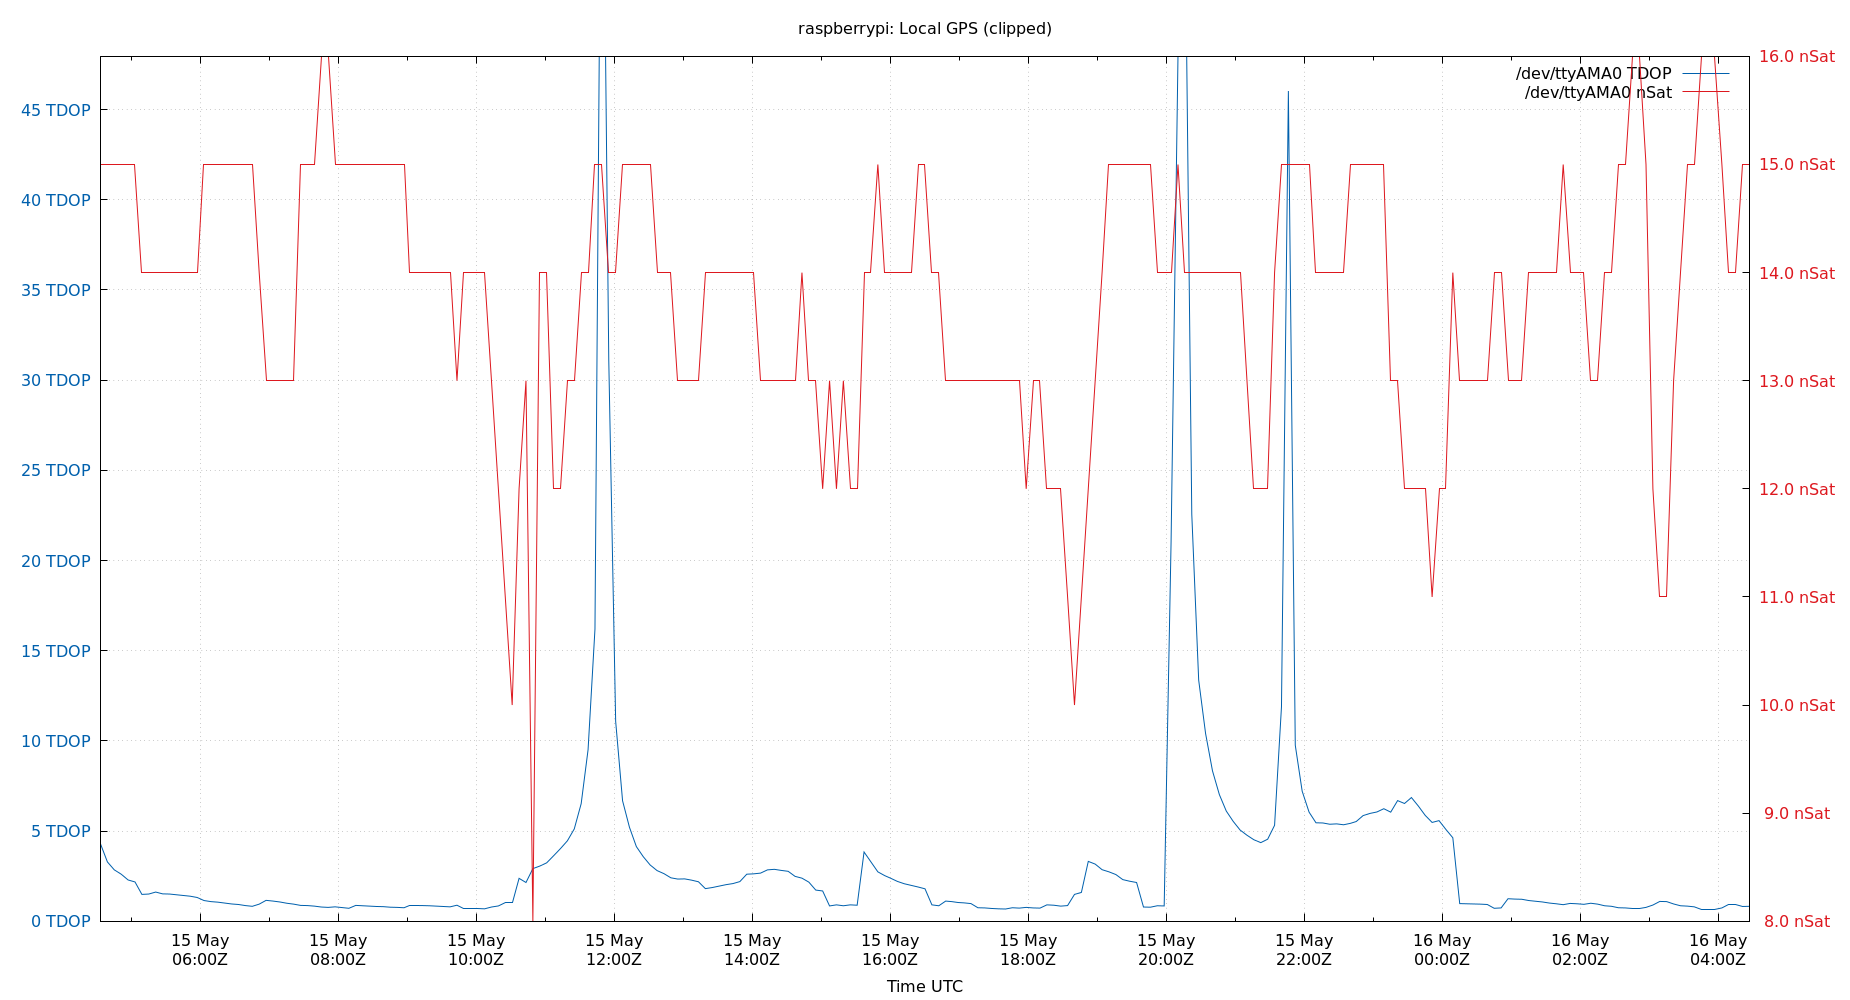 raspberrypi: Local GPS (clipped)
/dev/ttyAMA0 TDOP
/dev/ttyAMA0 nSat
45 TDOP
40 TDOP
35 TDOP
30 TDOP
25 TDOP
20 TDOP
15 TDOP
10 TDOP
5 TDOP
0 TDOP
16.0 nSat
15.0 nSat
14.0 nSat
13.0 nSat
12.0 nSat
11.0 nSat
10.0 nSat
9.0 nSat
8.0 nSat
15 May
06:00Z
15 May
08:00Z
15 May
10:00Z
15 May
12:00Z
15 May
14:00Z
15 May
16:00Z
15 May
18:00Z
15 May
20:00Z
15 May
22:00Z
16 May
00:00Z
16 May
02:00Z
16 May
04:00Z
Time UTC